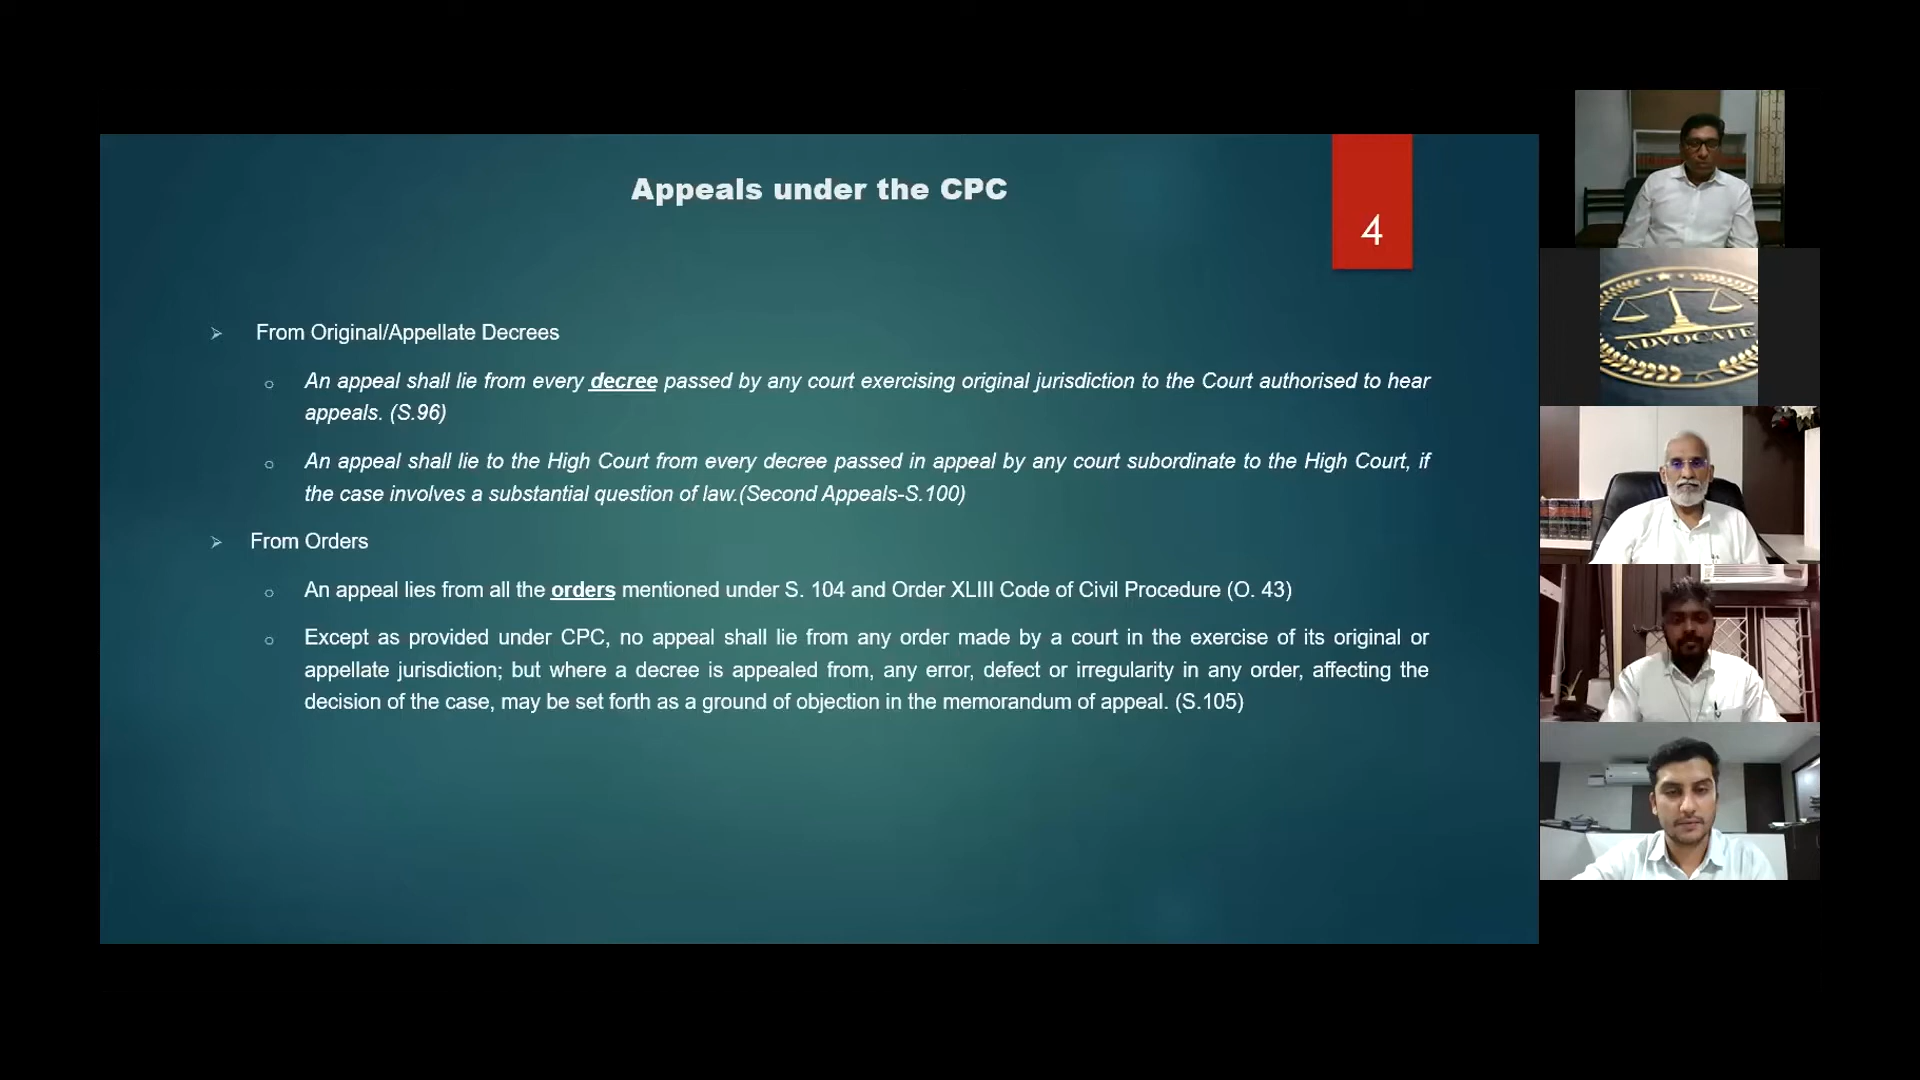 Appeals under the CPC
4
From Original/Appellate Decrees
An appeal shall lie from every decree passed by any court exercising original jurisdiction to the Court authorised to hear
appeals. (S.96)
An appeal shall lie to the High Court from every decree passed in appeal by any court subordinate to the High Court, if
the case involves a substantial question of law.(Second Appeals-S.100)
From Orders
An appeal lies from all the orders mentioned under S. 104 and Order XLIII Code of Civil Procedure (O. 43)
Except as provided under CPC, no appeal shall lie from any order made by a court in the exercise of its original or
appellate jurisdiction; but where a decree is appealed from, any error, defect or irregularity in any order, affecting the
decision of the case, may be set forth as a ground of objection in the memorandum of appeal. (S.105)
ADVOCATE